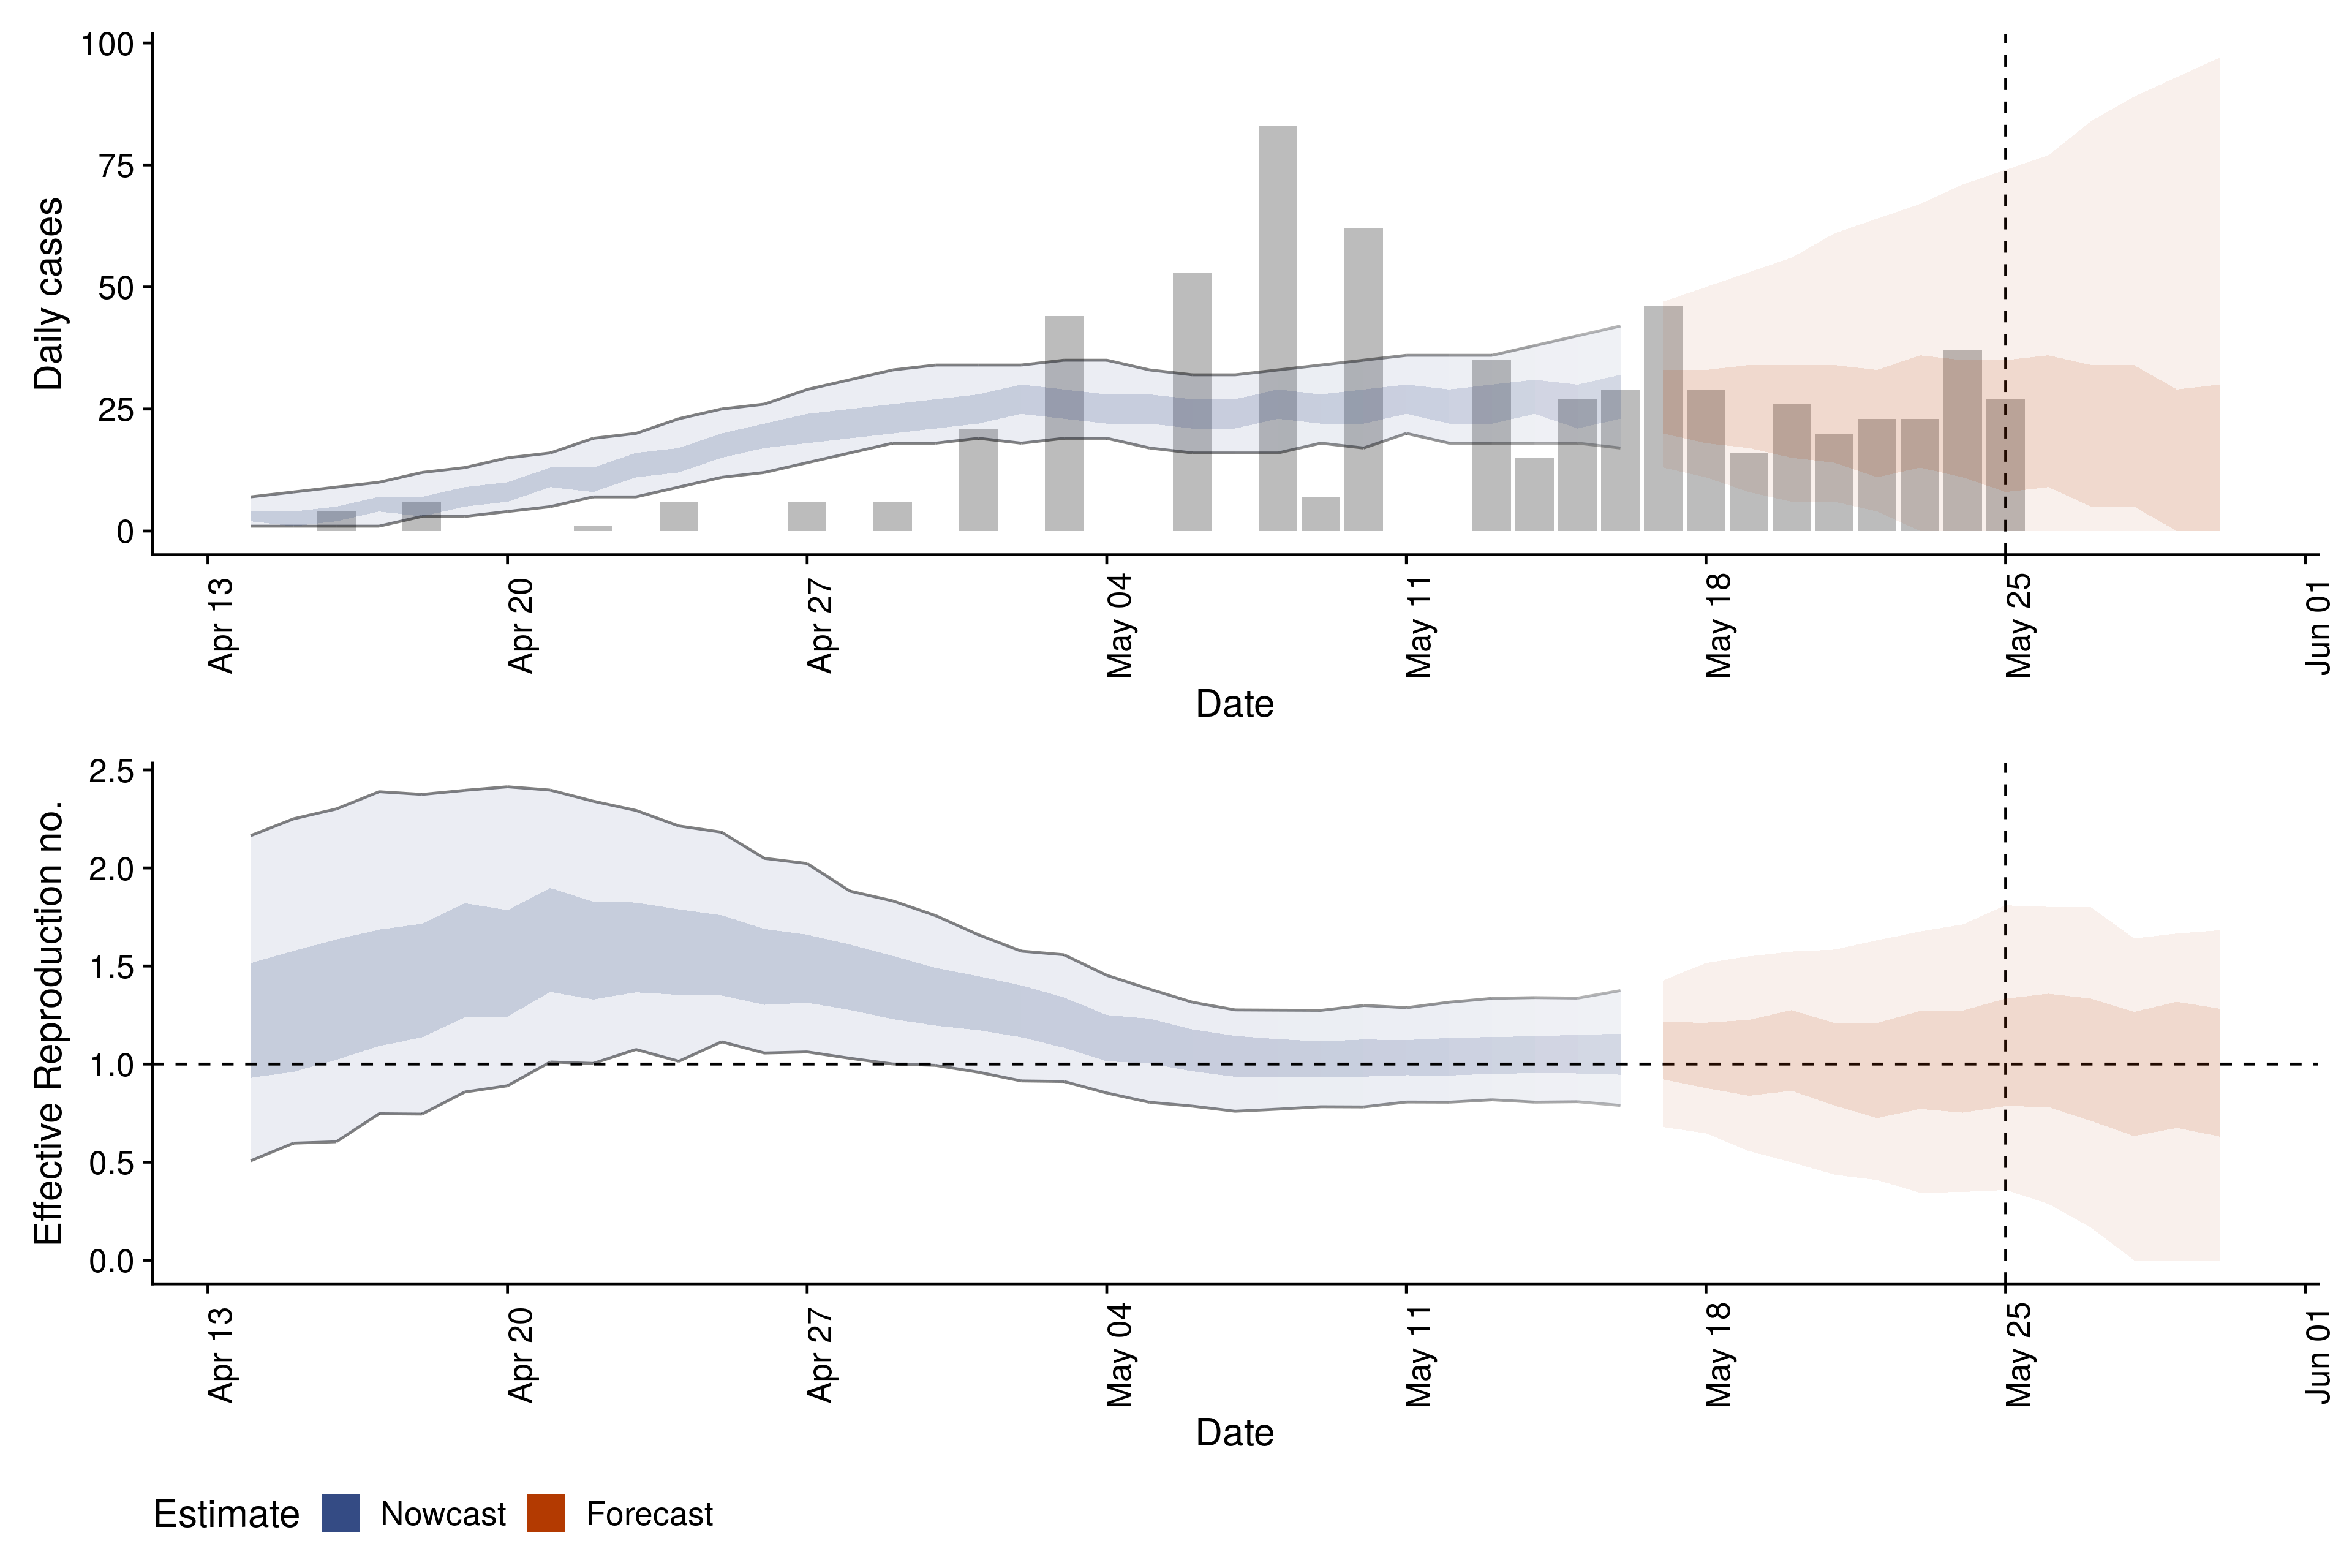 Daily cases
100
75
50
25
0
Apr 13
Apr 20
Apr 27
May 04
May 11
May 18
May 25
Jun 01
Date
Effective Reproduction no.
2.5
2.0
1.5
1.0
0.5
0.0
Apr 13
Apr 20
Apr 27
May 04
May 11
May 18
May 25
Jun 01
Date
Estimate Nowcast Forecast